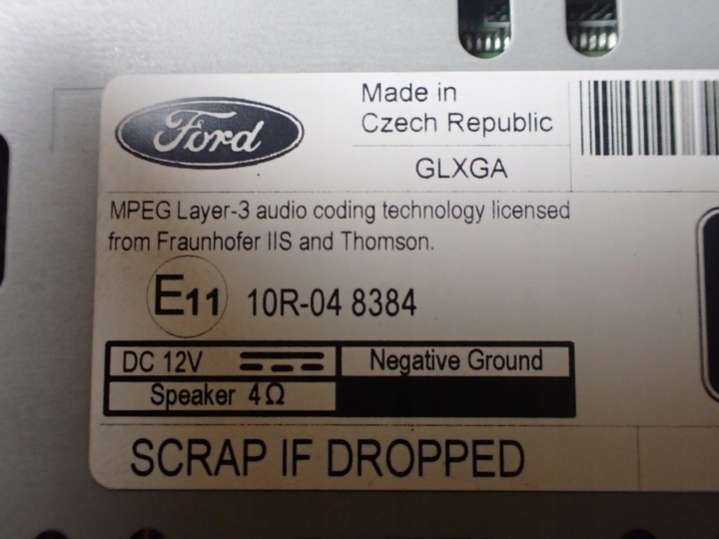 Ford
Made in
Czech Republic
GLXGA
MPEG Layer-3 audio coding technology licensed
from Fraunhofer IIS and Thomson.
E11 10R-04 8384
DC 12V
Negative Ground
Speaker 4Ω
SCRAP IF DROPPED